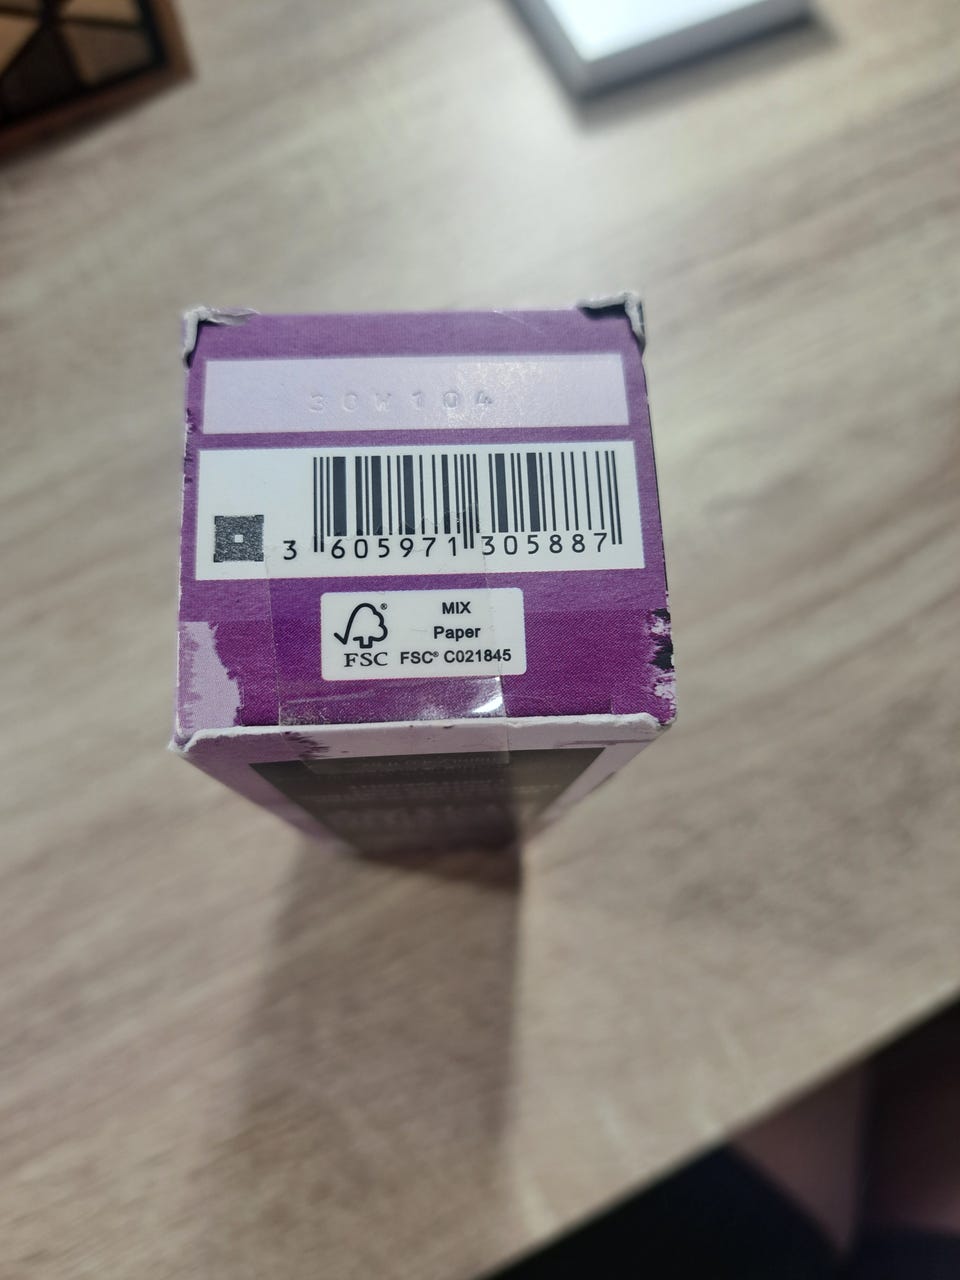 30W104
3 605971 305887
MIX
Paper
FSC® C021845
®
FSC